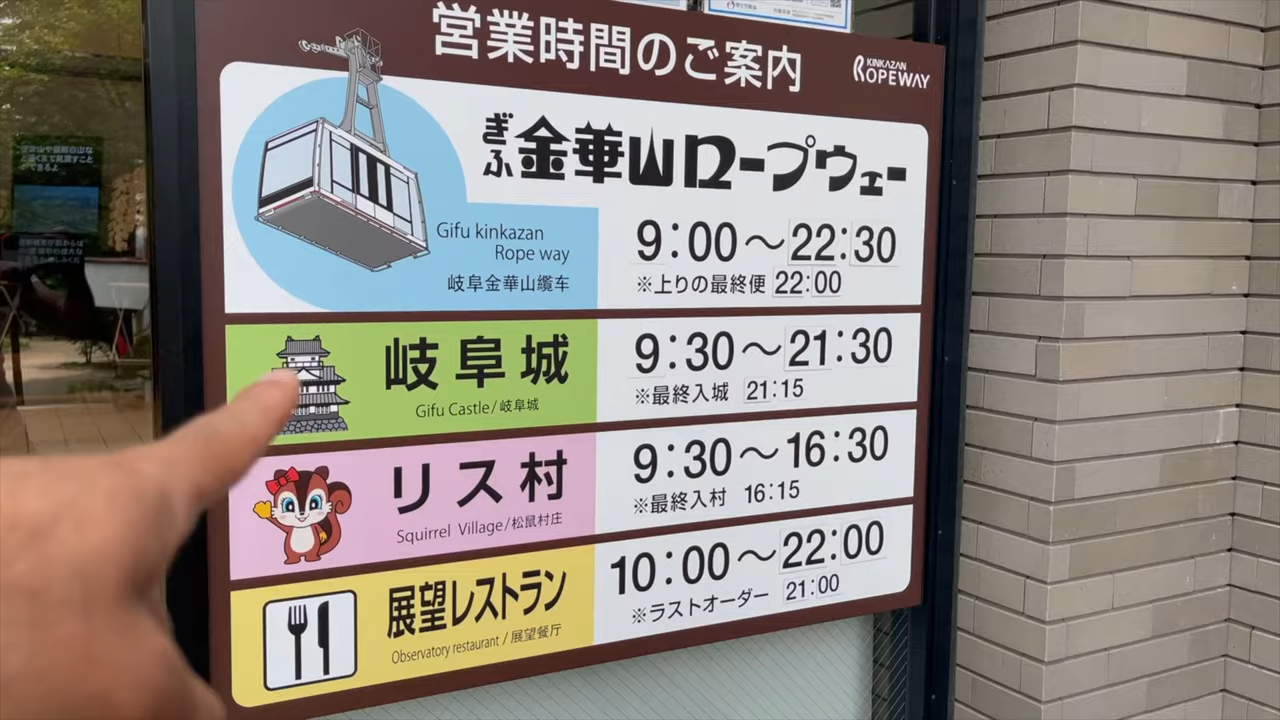 営業時間のご案内
KINKAZAN
ROPEWAY
ぎふ金華山ロープウェー
Gifu kinkazan
Rope way
岐阜金華山缆车
9:00〜22:30
※上りの最終便 22:00
岐阜城
Gifu Castle/岐阜城
9:30〜21:30
※最終入城 21:15
リス村
Squirrel Village/松鼠村庄
9:30〜16:30
※最終入村 16:15
展望レストラン
Observatory restaurant/展望餐厅
10:00〜22:00
※ラストオーダー 21:00